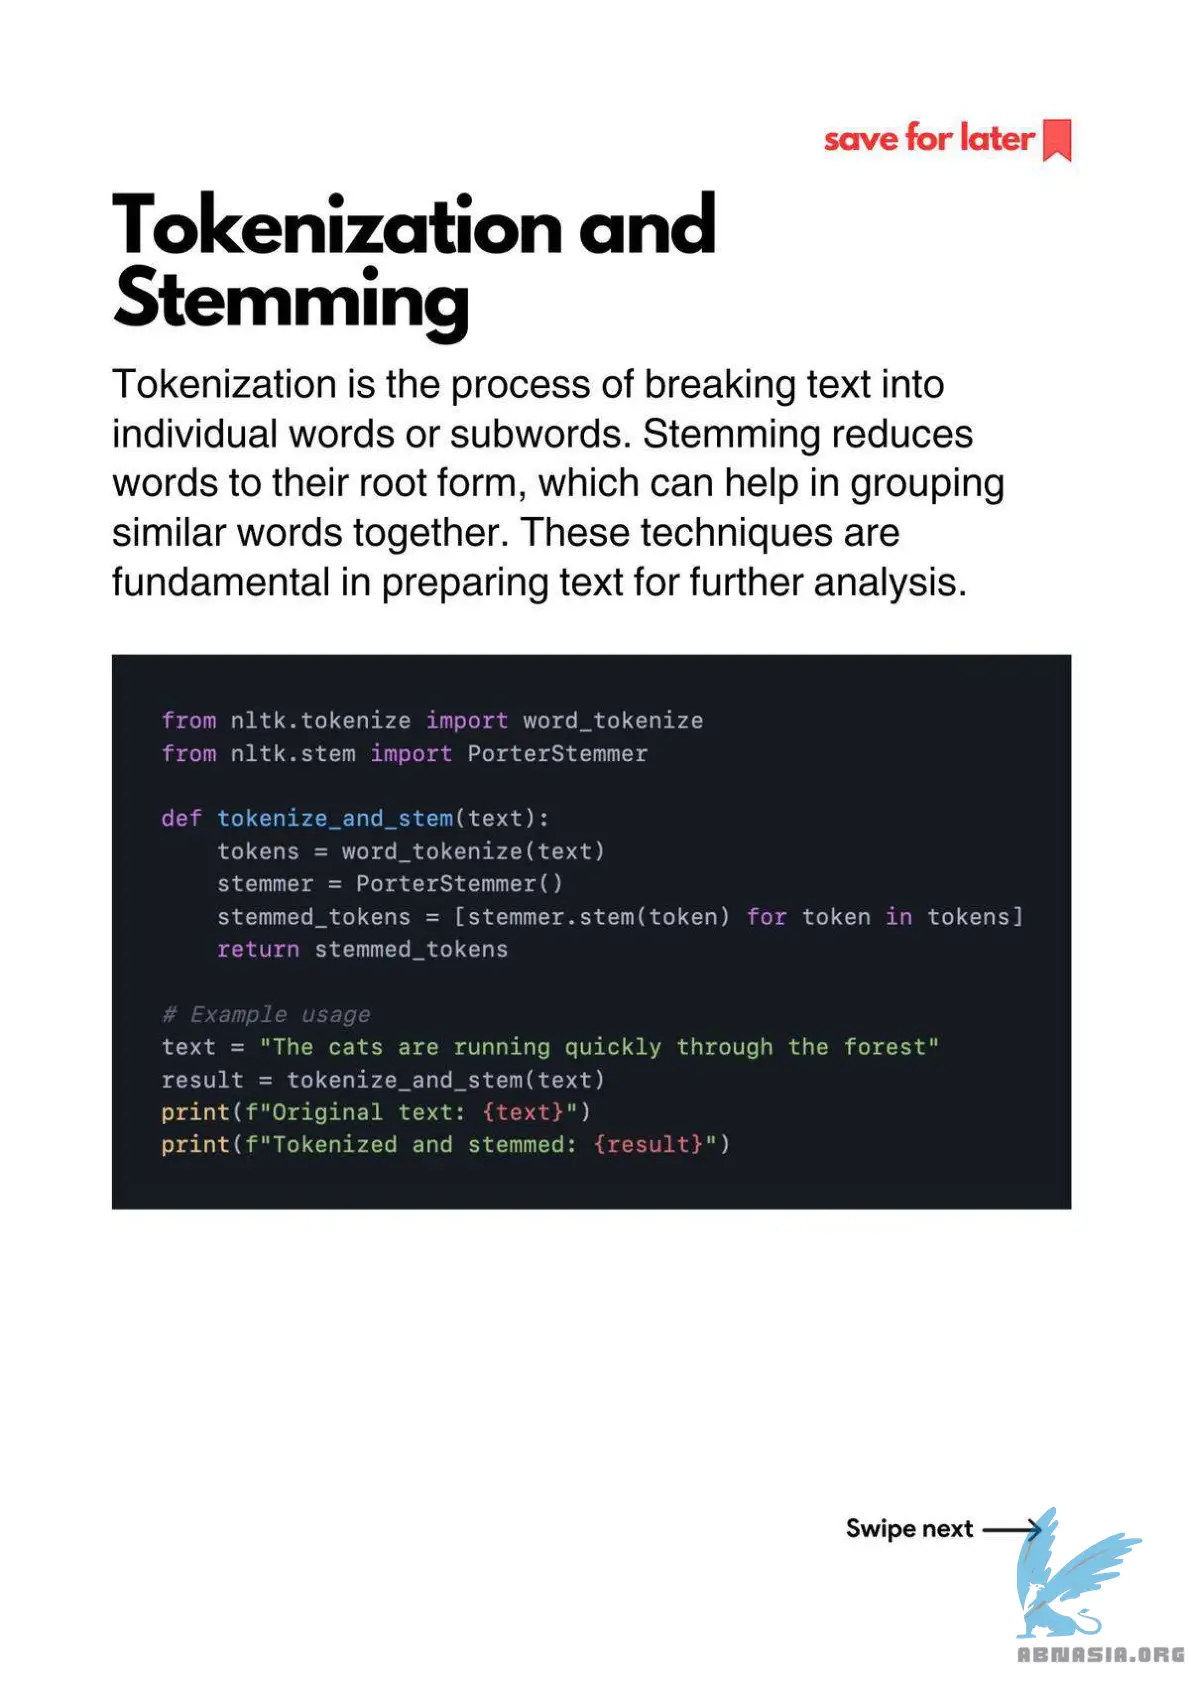 save for later
Tokenization and
Stemming
Tokenization is the process of breaking text into
individual words or subwords. Stemming reduces
words to their root form, which can help in grouping
similar words together. These techniques are
fundamental in preparing text for further analysis.
from nltk.tokenize import word_tokenize
from nltk.stem import PorterStemmer
def tokenize_and_stem(text):
    tokens = word_tokenize(text)
    stemmer = PorterStemmer()
    stemmed_tokens = [stemmer.stem(token) for token in tokens]
    return stemmed_tokens
# Example usage
text = "The cats are running quickly through the forest"
result = tokenize_and_stem(text)
print(f"Original text: {text}")
print(f"Tokenized and stemmed: {result}")
Swipe next
ABNASIA.ORG